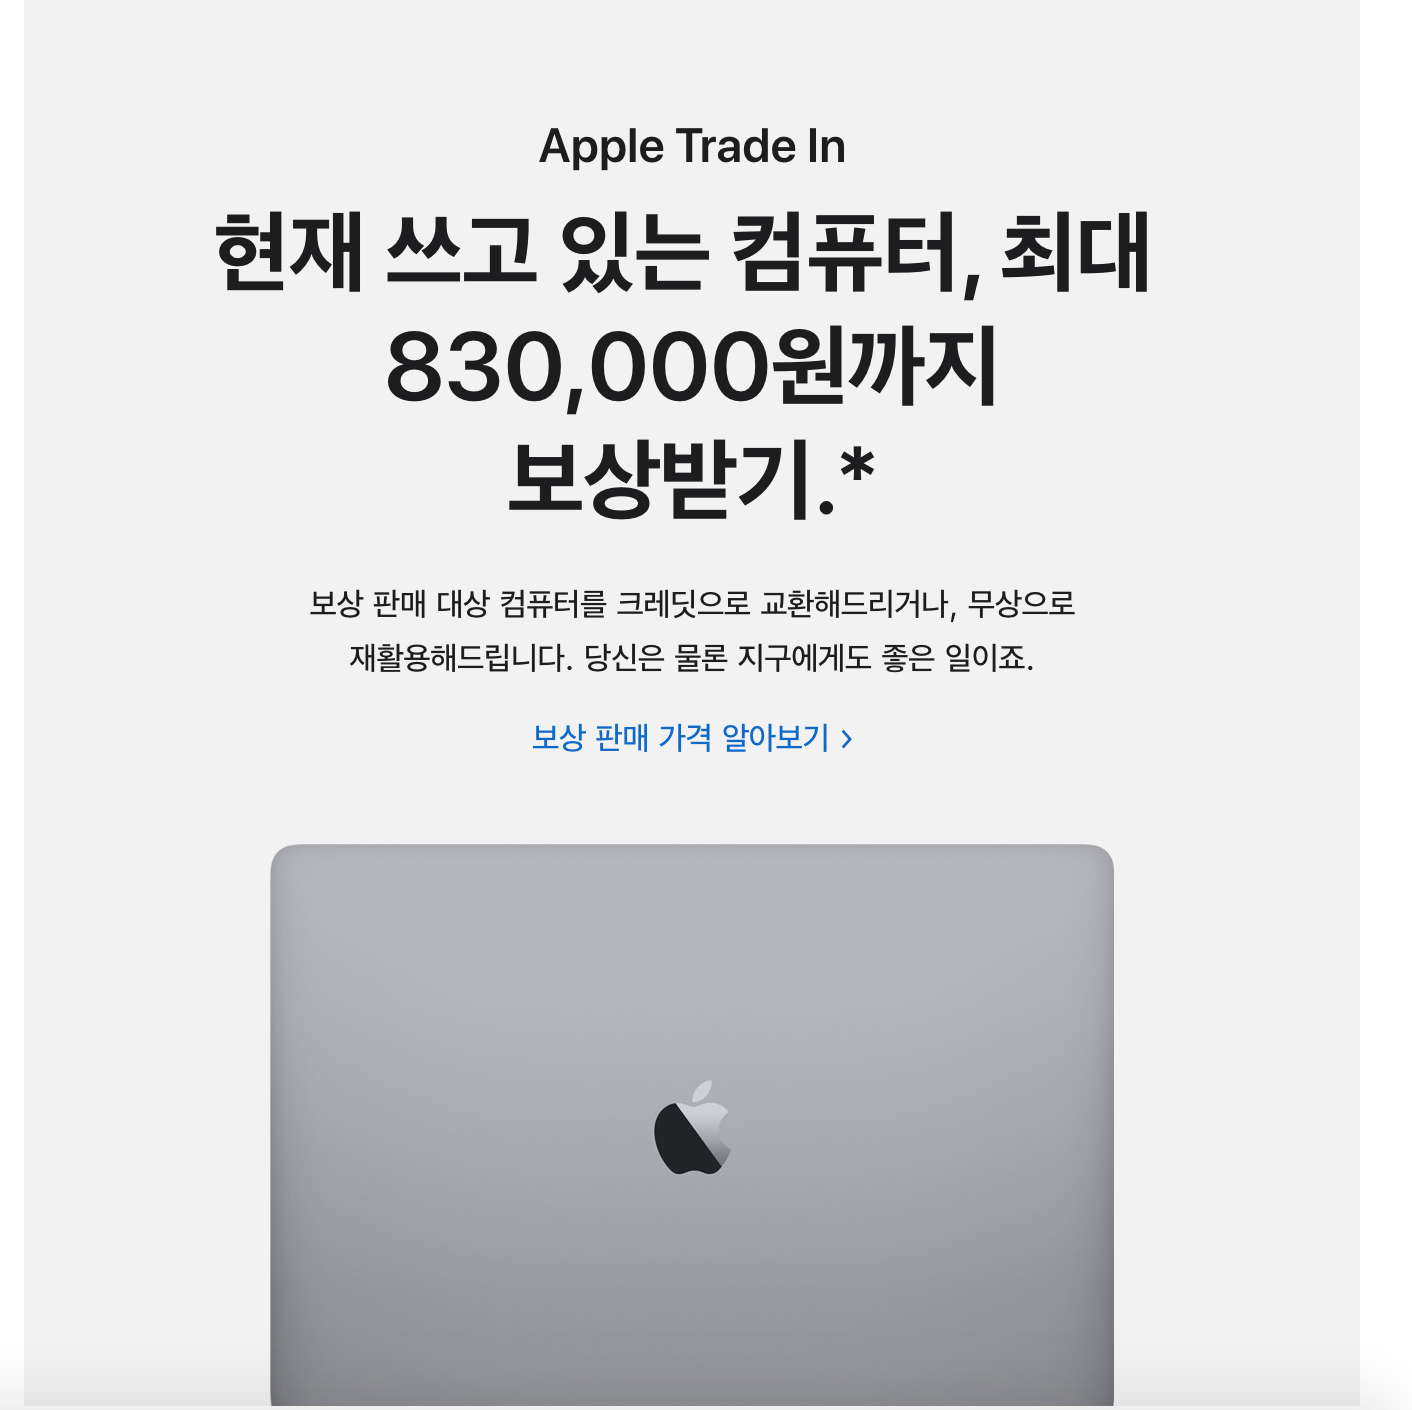 Apple Trade In
현재 쓰고 있는 컴퓨터, 최대
830,000원까지
보상받기.*
보상 판매 대상 컴퓨터를 크레딧으로 교환해드리거나, 무상으로
재활용해드립니다. 당신은 물론 지구에게도 좋은 일이죠.
보상 판매 가격 알아보기 >